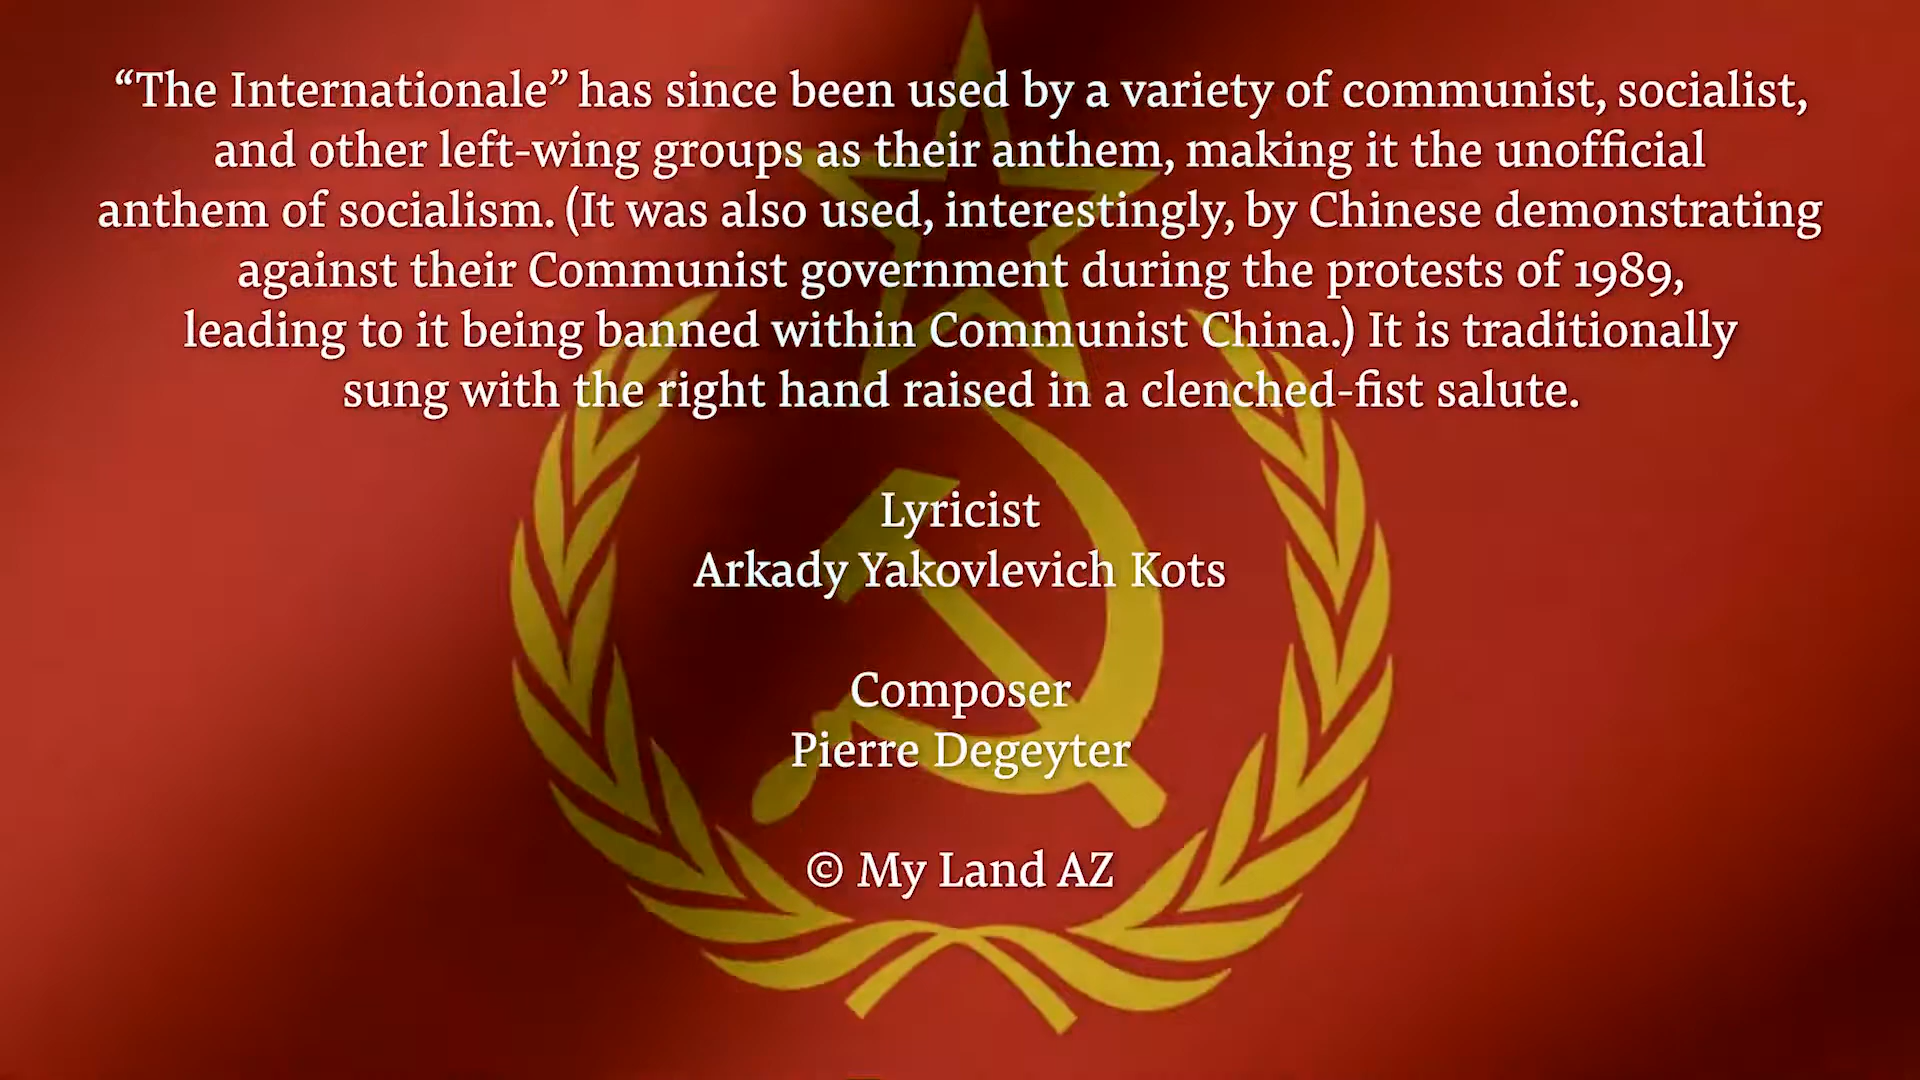 “The Internationale” has since been used by a variety of communist, socialist,
and other left-wing groups as their anthem, making it the unofficial
anthem of socialism. (It was also used, interestingly, by Chinese demonstrating
against their Communist government during the protests of 1989,
leading to it being banned within Communist China.) It is traditionally
sung with the right hand raised in a clenched-fist salute.
Lyricist
Arkady Yakovlevich Kots
Composer
Pierre Degeyter
© My Land AZ